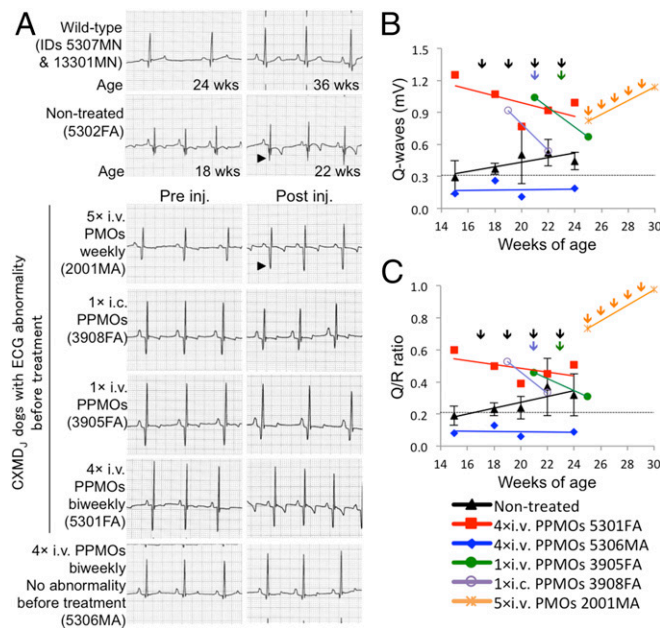 A
Wild-type
(IDs 5307MN
& 13301MN)
Age
24 wks
36 wks
Non-treated
(5302FA)
Age
18 wks
22 wks
Pre inj.
Post inj.
CXMDJ dogs with ECG abnormality
before treatment
5× i.v.
PMOs
weekly
(2001MA)
1× i.c.
PPMOs
(3908FA)
1× i.v.
PPMOs
(3905FA)
4× i.v.
PPMOs
biweekly
(5301FA)
4× i.v. PPMOs
biweekly
No abnormality
before treatment
(5306MA)
B
Q-waves (mV)
1.5
1.2
0.9
0.6
0.3
0.0
14 16 18 20 22 24 26 28 30
Weeks of age
C
Q/R ratio
1.0
0.8
0.6
0.4
0.2
0.0
14 16 18 20 22 24 26 28 30
Weeks of age
Non-treated
4×i.v. PPMOs 5301FA
4×i.v. PPMOs 5306MA
1×i.v. PPMOs 3905FA
1×i.c. PPMOs 3908FA
5×i.v. PMOs 2001MA